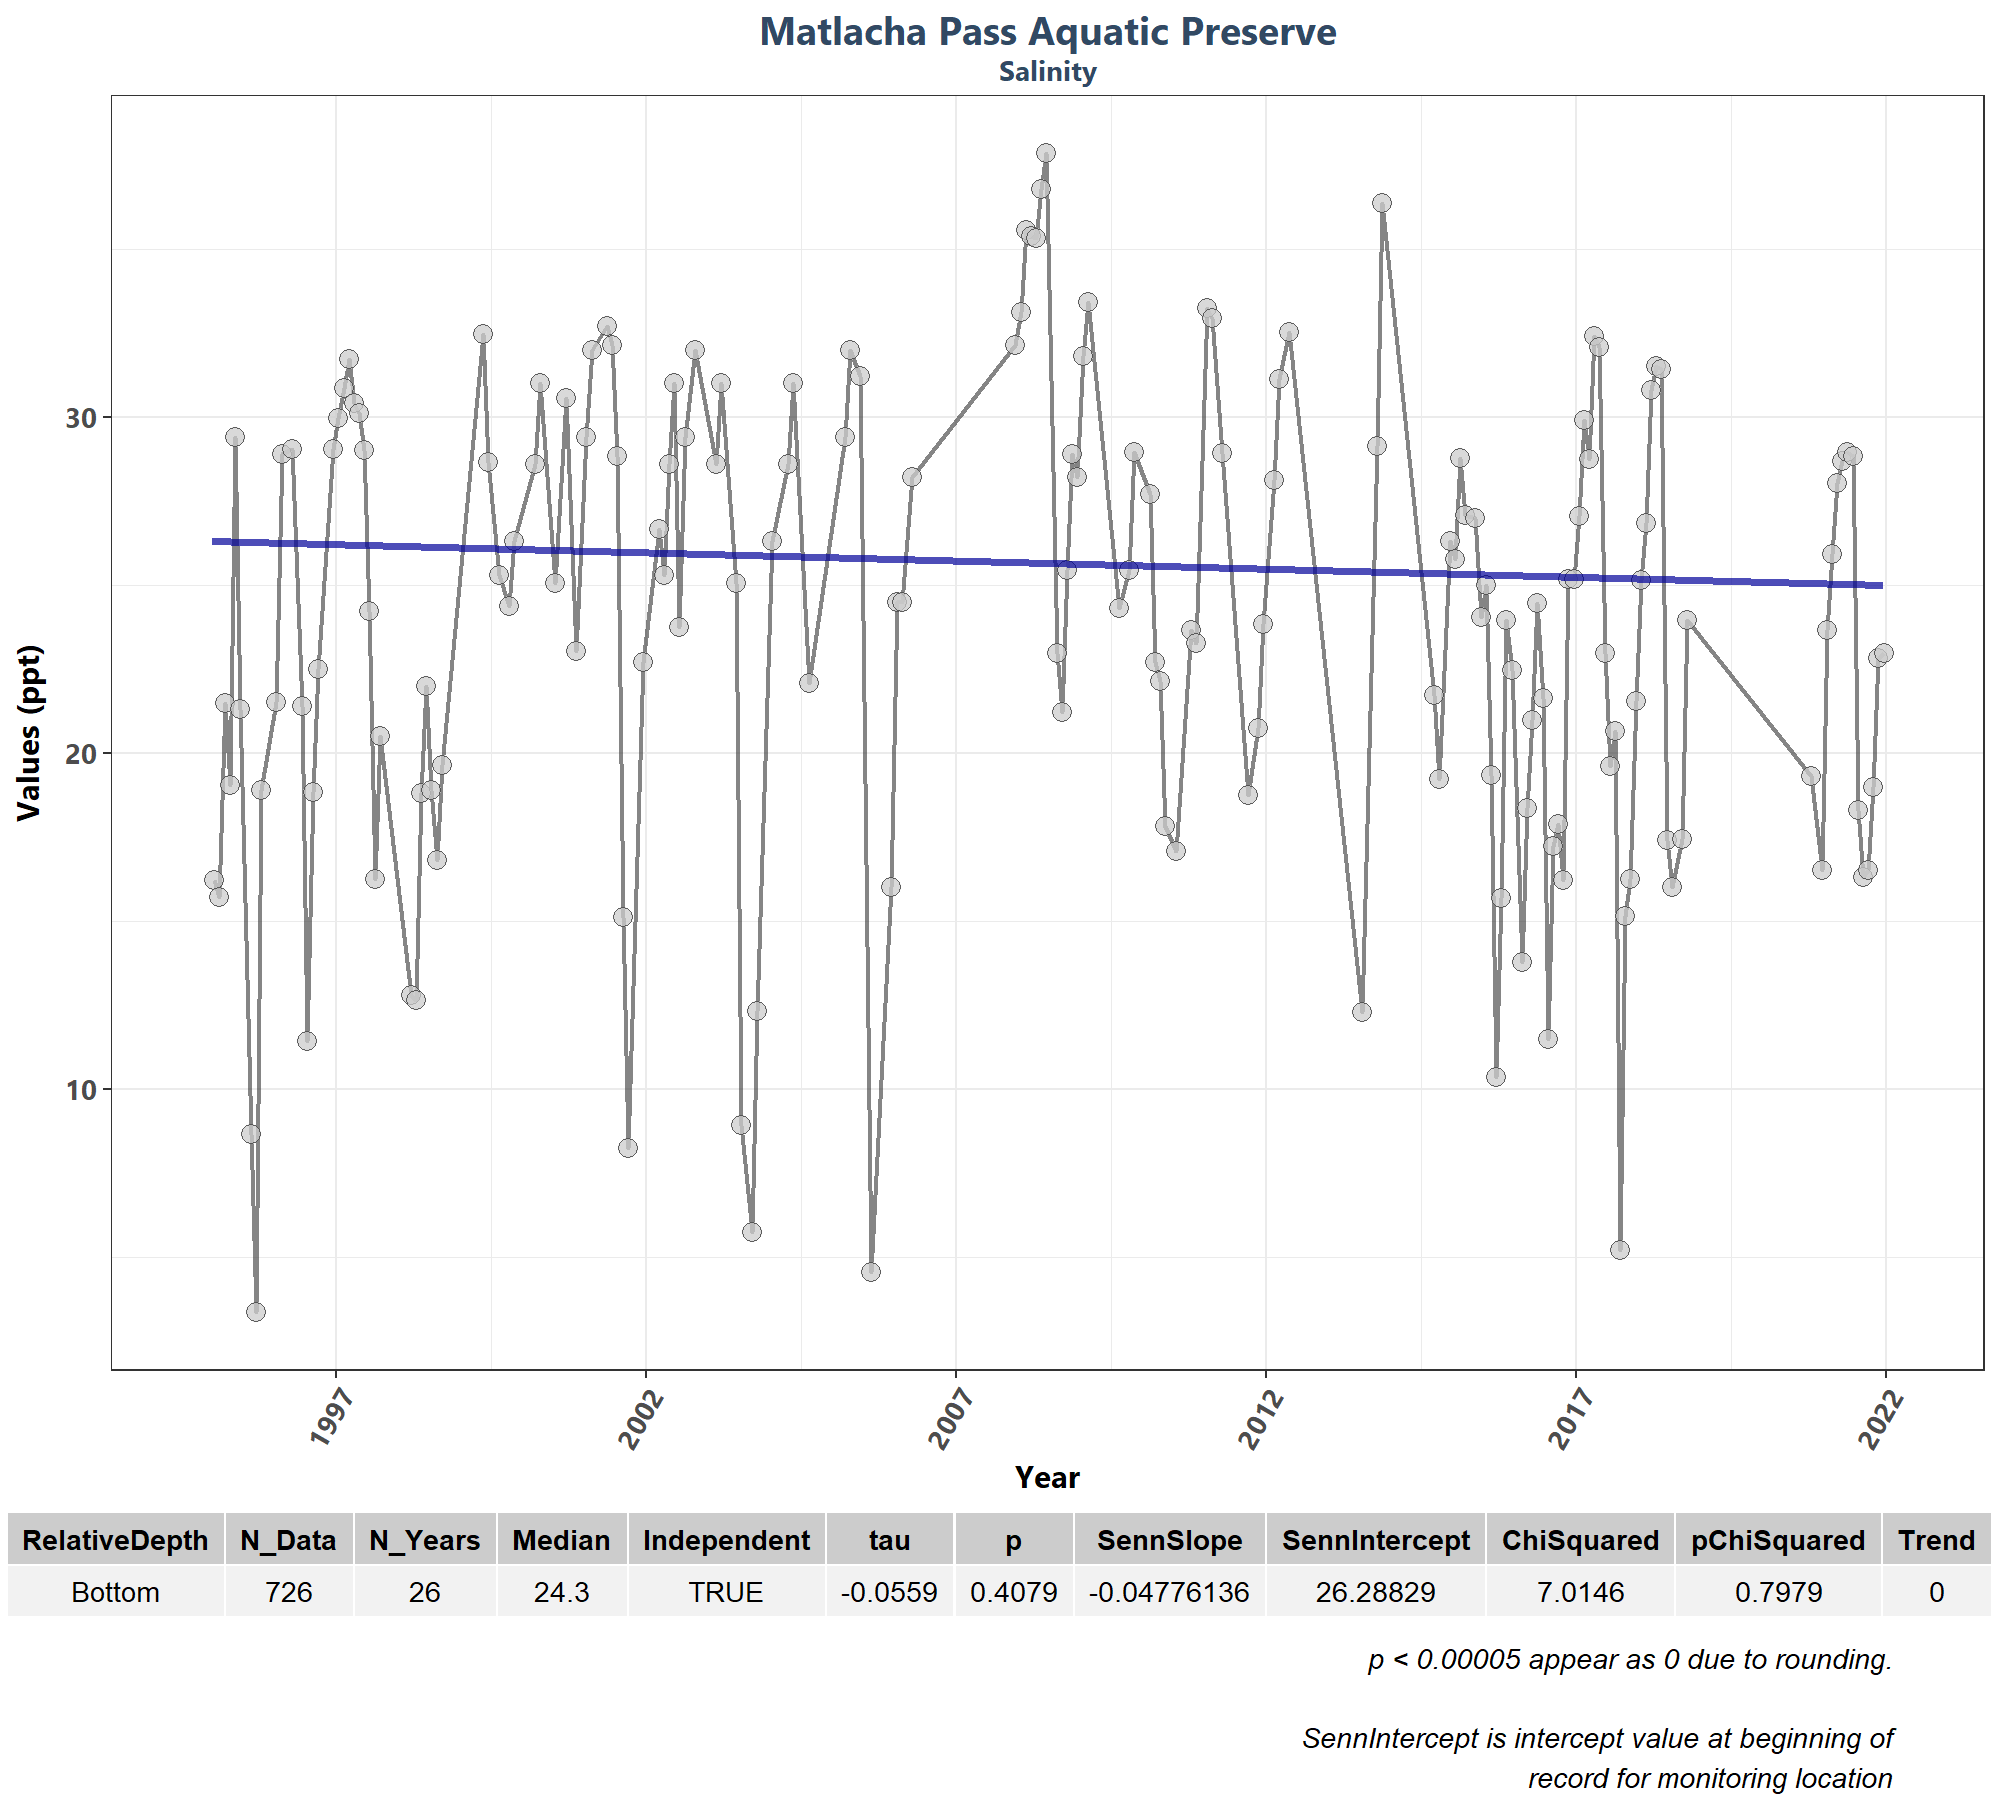 Matlacha Pass Aquatic Preserve
Salinity
Values (ppt)
30
20
10
1997 2002 2007 2012 2017 2022
Year
RelativeDepth N_Data N_Years Median Independent tau p SennSlope SennIntercept ChiSquared pChiSquared Trend
Bottom 726 26 24.3 TRUE -0.0559 0.4079 -0.04776136 26.28829 7.0146 0.7979 0
p < 0.00005 appear as 0 due to rounding.
SennIntercept is intercept value at beginning of
record for monitoring location